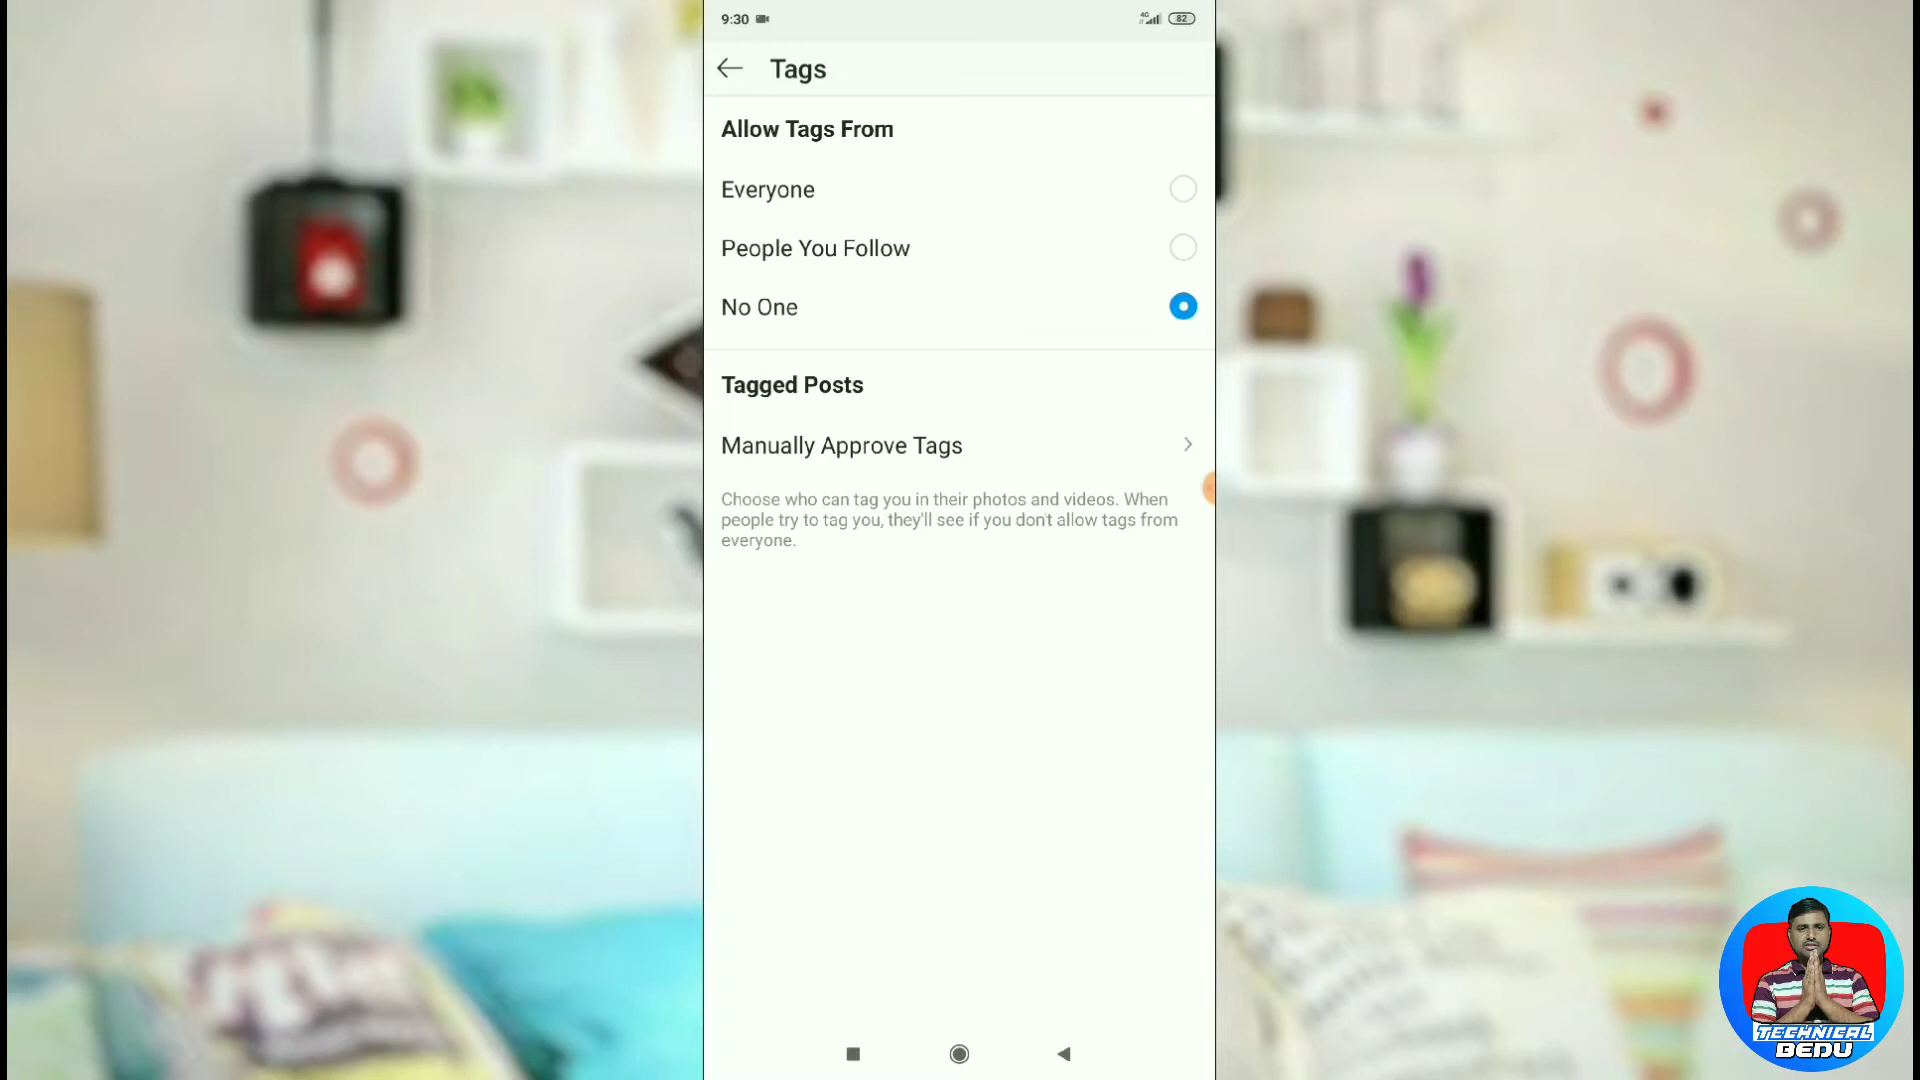 9:30
4G
82
Tags
Allow Tags From
Everyone
People You Follow
No One
Tagged Posts
Manually Approve Tags
Choose who can tag you in their photos and videos. When
people try to tag you, they'll see if you don't allow tags from
everyone.
TECHNICAL
BEDU